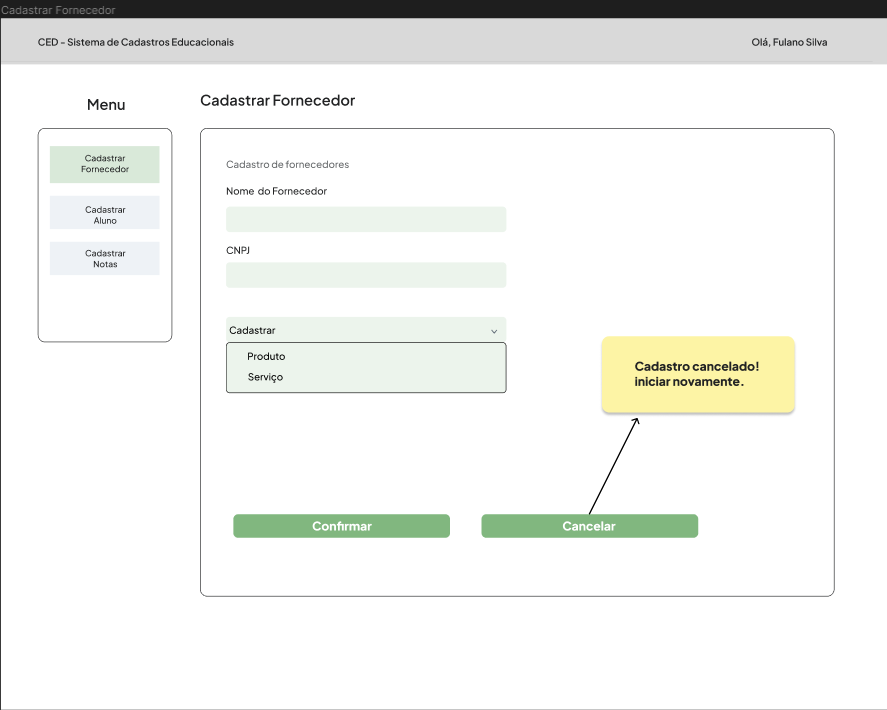 Cadastrar Fornecedor
CED - Sistema de Cadastros Educacionais
Olá, Fulano Silva
Menu
Cadastrar
Fornecedor
Cadastrar
Aluno
Cadastrar
Notas
Cadastrar Fornecedor
Cadastro de fornecedores
Nome do Fornecedor
CNPJ
Cadastrar
Produto
Serviço
Cadastro cancelado!
iniciar novamente.
Confirmar
Cancelar